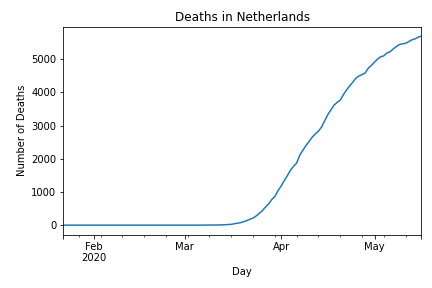 Deaths in Netherlands
Number of Deaths
5000
4000
3000
2000
1000
0
Feb
2020
Mar
Apr
May
Day